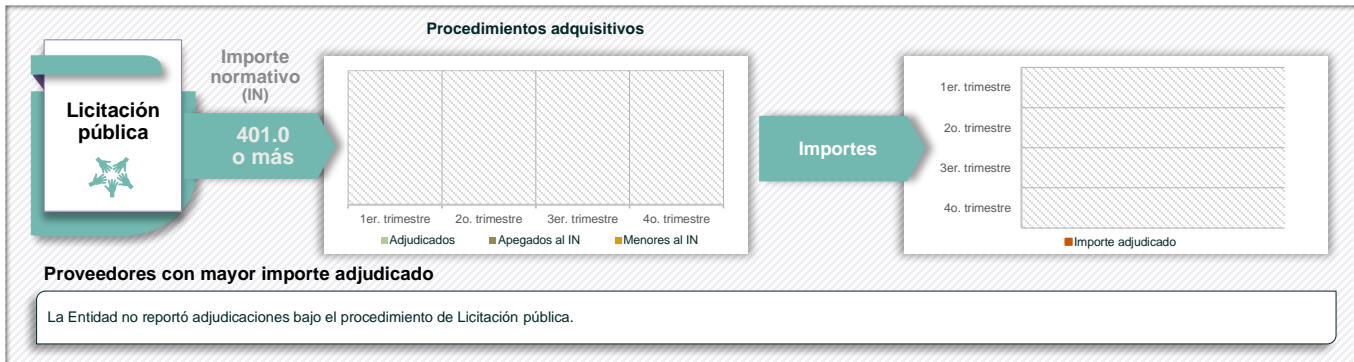 Procedimientos adquisitivos
Licitación
pública
Importe
normativo
(IN)
401.0
o más
1er. trimestre
2o. trimestre
3er. trimestre
4o. trimestre
Adjudicados
Apegados al IN
Menores al IN
Importes
1er. trimestre
2o. trimestre
3er. trimestre
4o. trimestre
Importe adjudicado
Proveedores con mayor importe adjudicado
La Entidad no reportó adjudicaciones bajo el procedimiento de Licitación pública.